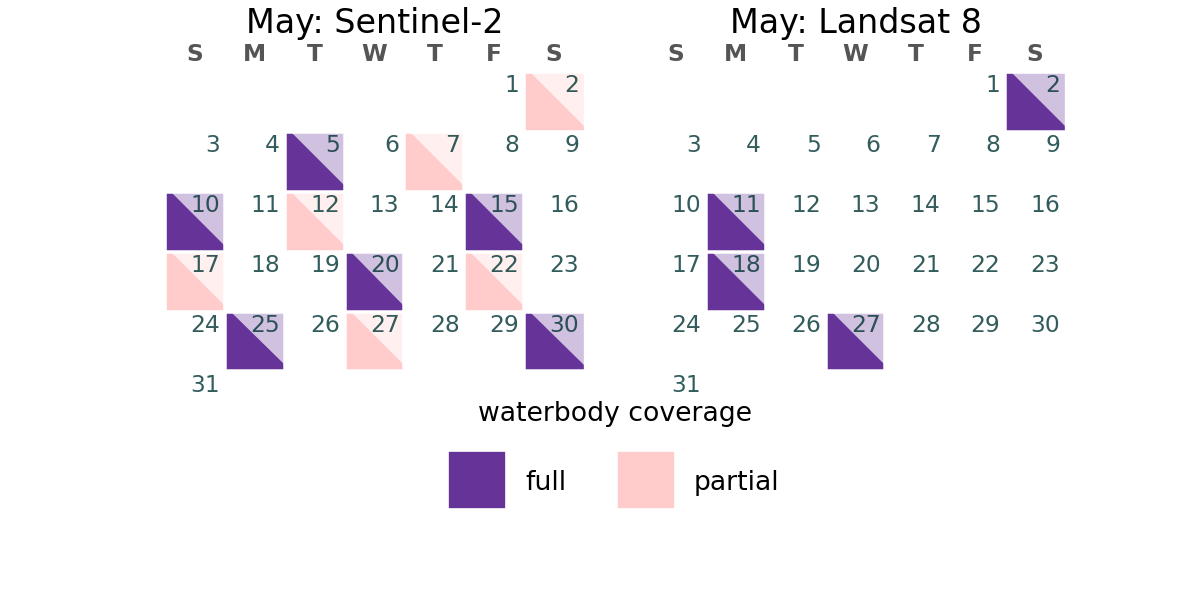 May: Sentinel-2
S M T W T F S
1 2
3 4 5 6 7 8 9
10 11 12 13 14 15 16
17 18 19 20 21 22 23
24 25 26 27 28 29 30
31
May: Landsat 8
S M T W T F S
1 2
3 4 5 6 7 8 9
10 11 12 13 14 15 16
17 18 19 20 21 22 23
24 25 26 27 28 29 30
31
waterbody coverage
full
partial